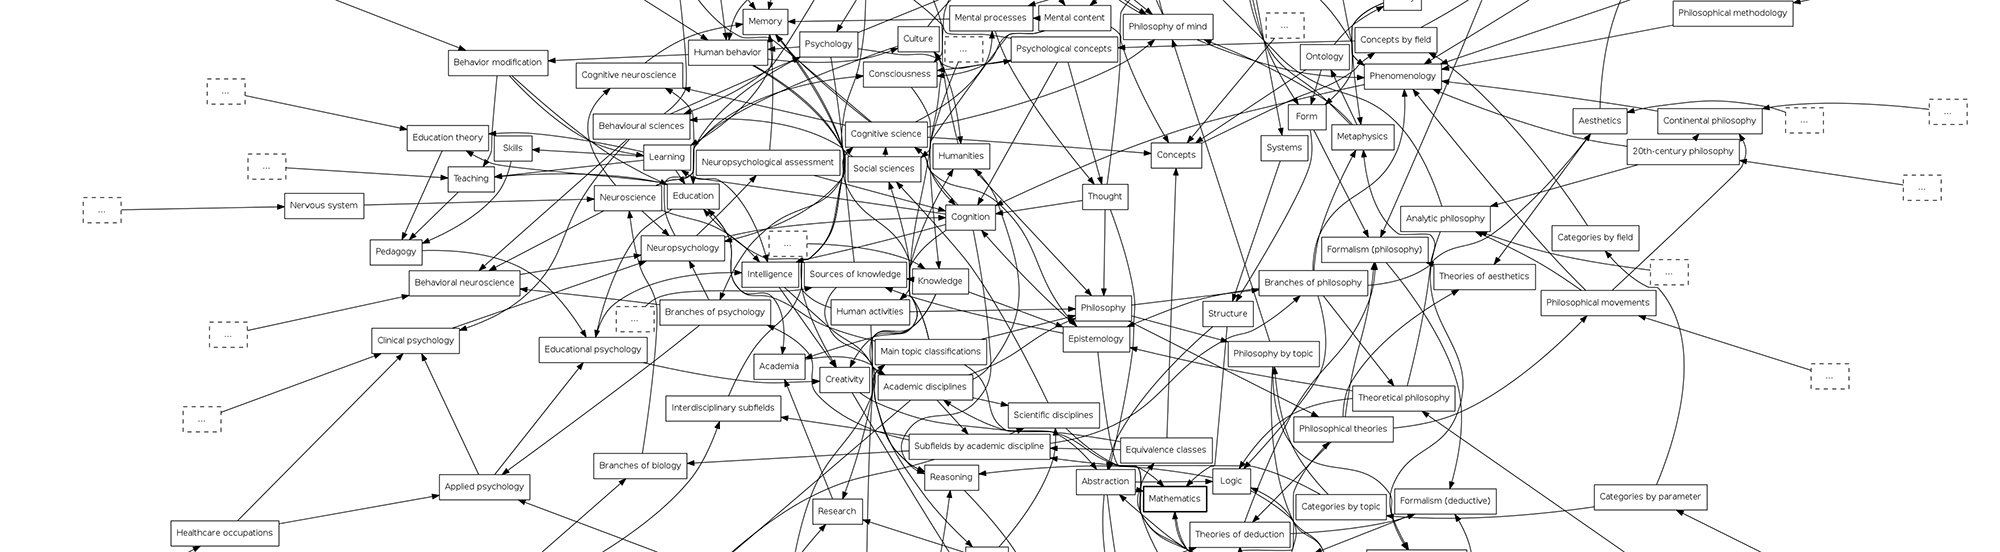 Philosophical methodology
Memory
Mental processes
Mental content
Philosophy of mind
Human behavior
Psychology
Culture
...
Psychological concepts
...
Concepts by field
Ontology
Behavior modification
Cognitive neuroscience
Consciousness
Phenomenology
...
...
Behavioural sciences
Cognitive science
Form
Metaphysics
Aesthetics
Continental philosophy
...
Education theory
Skills
Learning
Neuropsychological assessment
Social sciences
Humanities
Concepts
Systems
20th-century philosophy
...
Teaching
...
Nervous system
Neuroscience
Education
Cognition
Thought
Analytic philosophy
...
Pedagogy
Neuropsychology
...
Formalism (philosophy)
Categories by field
Behavioral neuroscience
Intelligence
Sources of knowledge
Knowledge
Branches of philosophy
Theories of aesthetics
...
Branches of psychology
Human activities
Philosophy
Structure
Philosophical movements
...
...
Clinical psychology
Educational psychology
Main topic classifications
Epistemology
Philosophy by topic
Academia
Creativity
Academic disciplines
...
Theoretical philosophy
...
Interdisciplinary subfields
Scientific disciplines
Philosophical theories
Subfields by academic discipline
Equivalence classes
Branches of biology
Reasoning
Applied psychology
Abstraction
Logic
Mathematics
Categories by topic
Formalism (deductive)
Categories by parameter
Research
Healthcare occupations
Theories of deduction